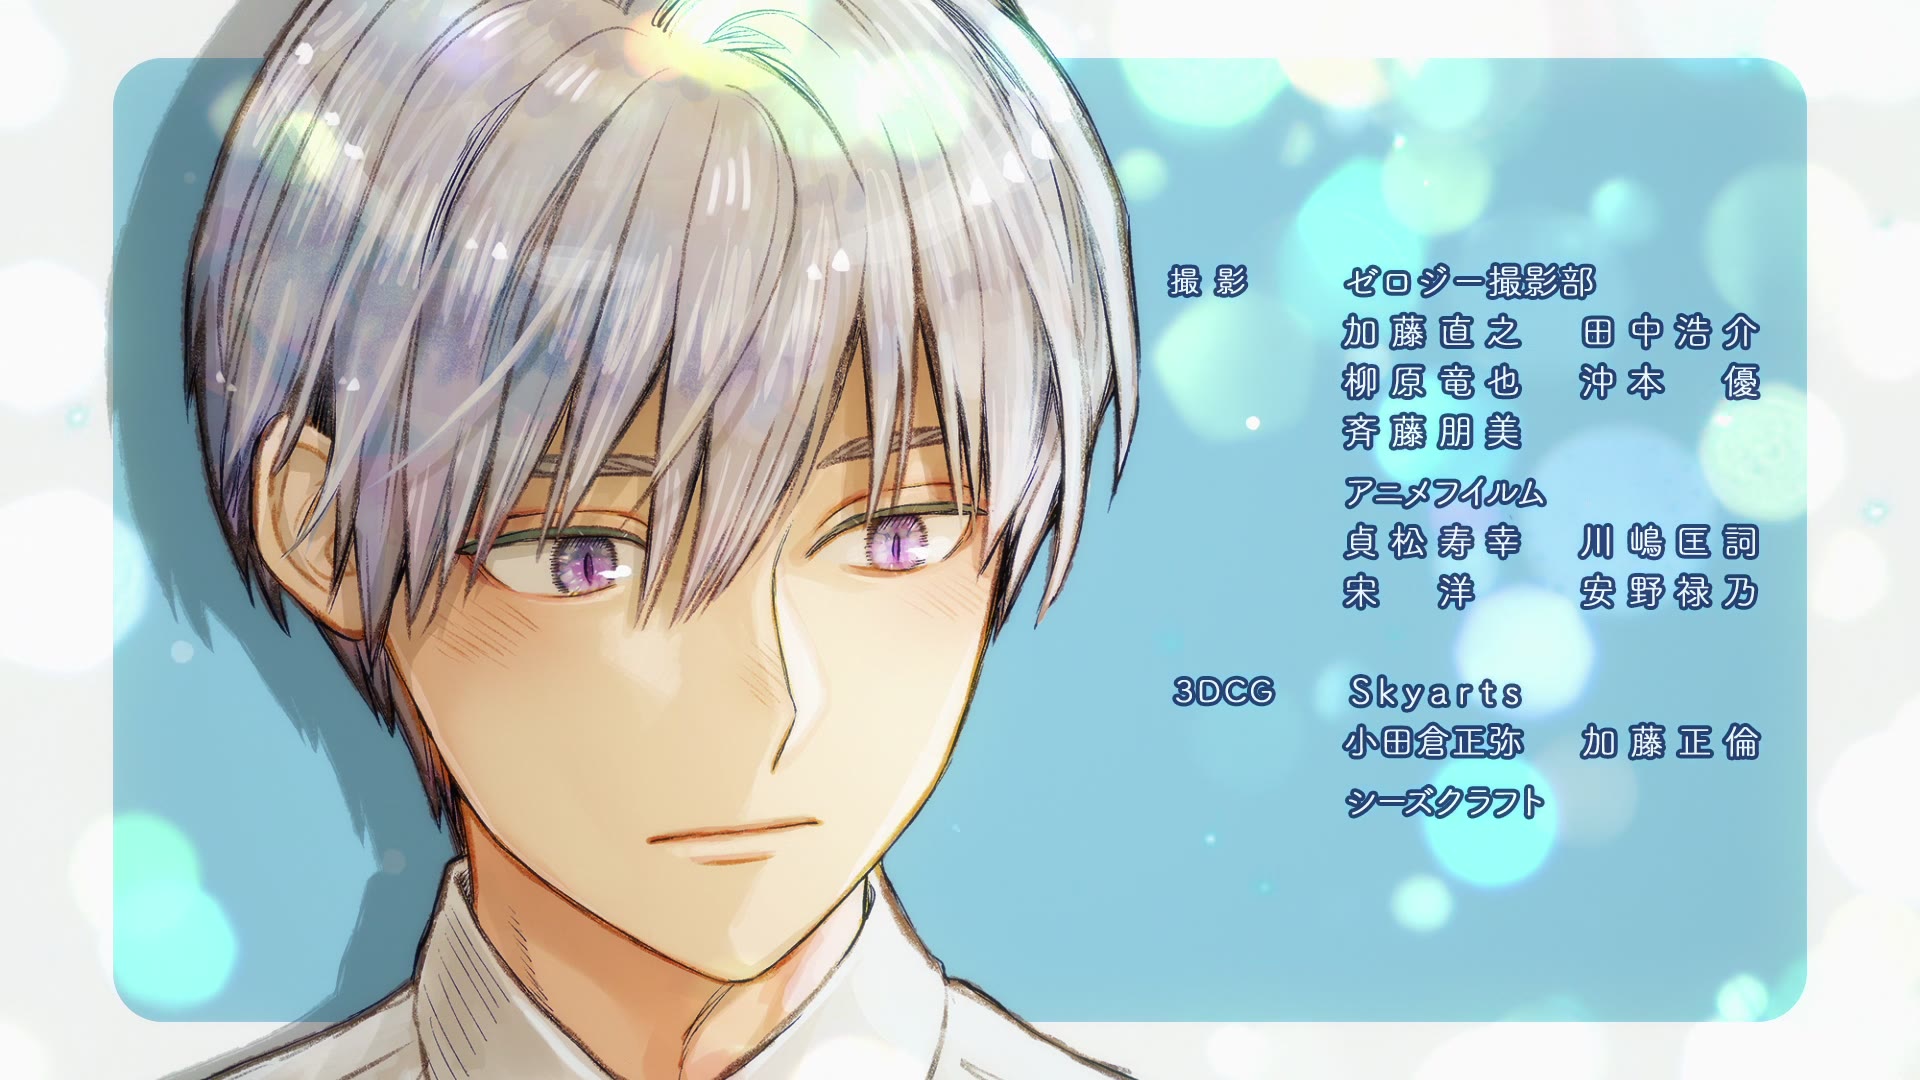 撮影 ゼロジー撮影部
加藤直之 田中浩介
柳原竜也 沖本優
斉藤朋美
アニメフイルム
貞松寿幸 川嶋匡詞
宋洋 安野禄乃
3DCG Skyarts
小田倉正弥 加藤正倫
シーズクラフト